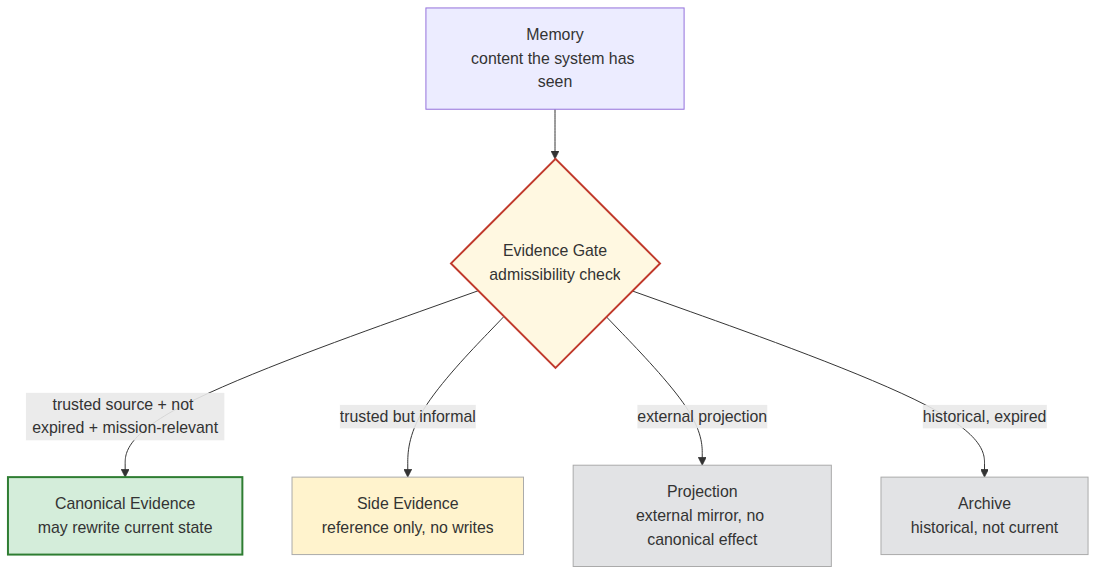 Memory
content the system has
seen
Evidence Gate
admissibility check
trusted source + not
expired + mission-relevant
trusted but informal
external projection
historical, expired
Canonical Evidence
may rewrite current state
Side Evidence
reference only, no writes
Projection
external mirror, no
canonical effect
Archive
historical, not current